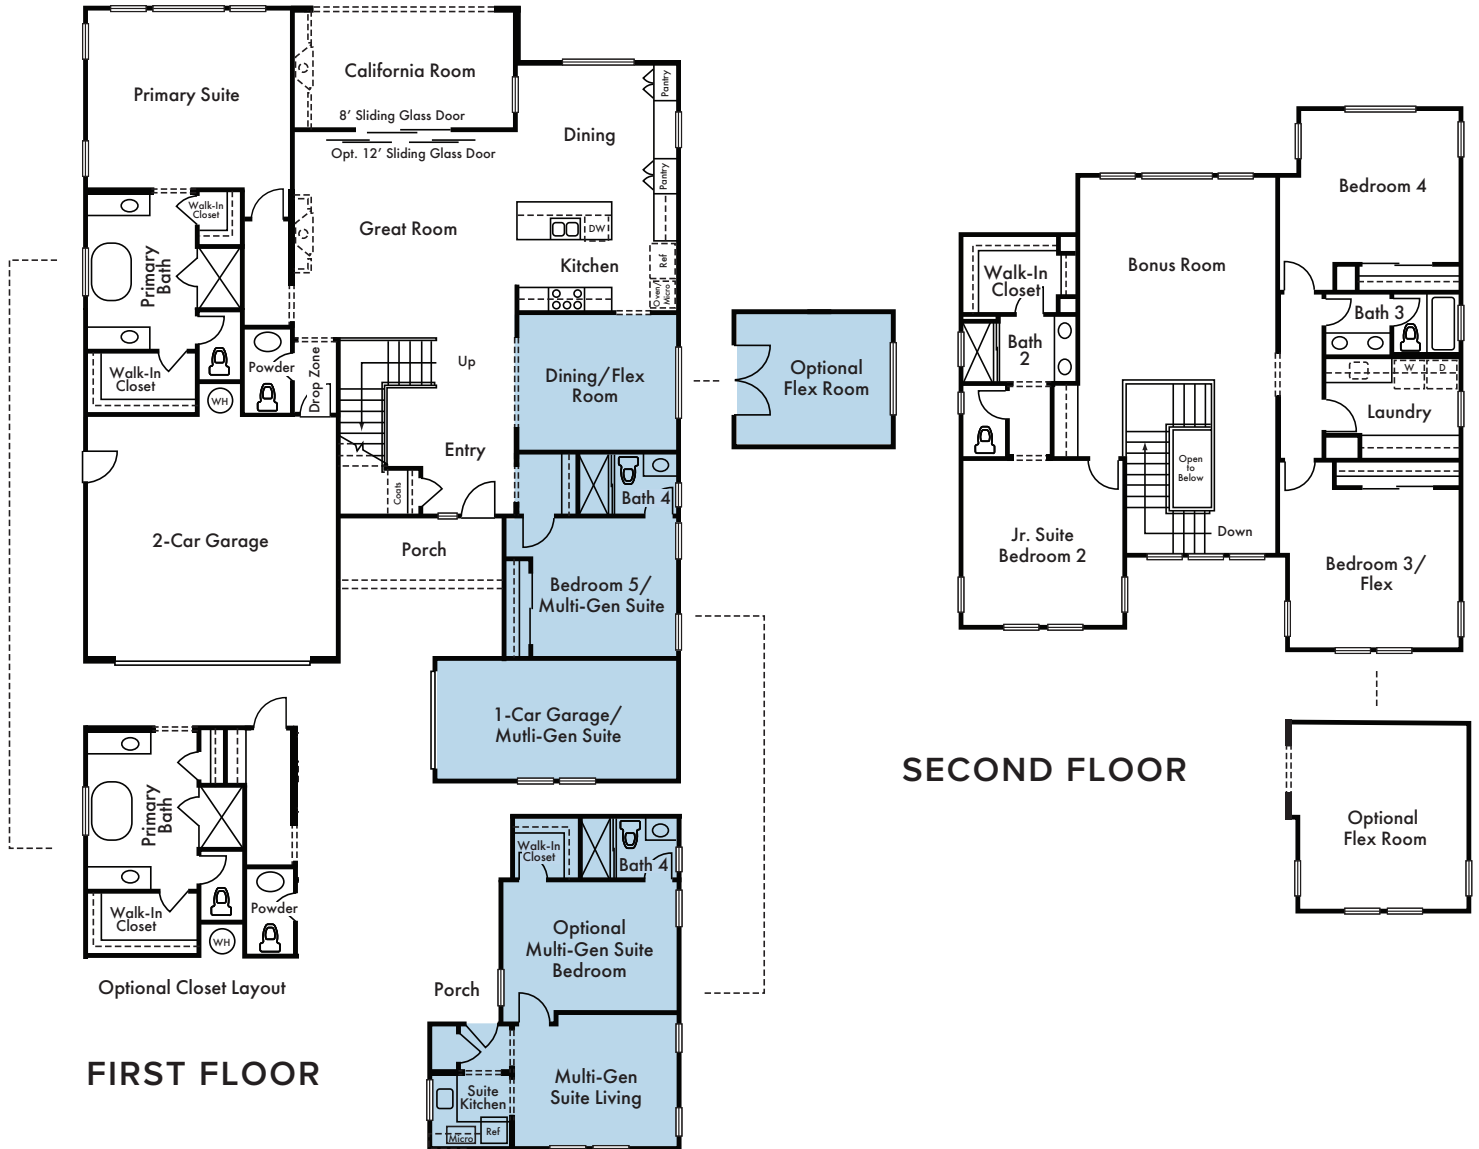 Primary Suite
California Room
8' Sliding Glass Door
Opt. 12' Sliding Glass Door
Dining
Pantry
Pantry
Walk-In
Closet
Great Room
DW
Kitchen
Ref
Oven/
Micro
Primary
Bath
Walk-In
Closet
WH
Powder
Drop Zone
Up
Entry
Coats
Dining/Flex
Room
Optional
Flex Room
Bath 4
2-Car Garage
Porch
Bedroom 5/
Multi-Gen Suite
1-Car Garage/
Mutli-Gen Suite
Primary
Bath
Walk-In
Closet
WH
Powder
Optional Closet Layout
Walk-In
Closet
Bath 4
Optional
Multi-Gen Suite
Bedroom
Porch
Suite
Kitchen
Micro
Ref
Multi-Gen
Suite Living
FIRST FLOOR
Bedroom 4
Bonus Room
Walk-In
Closet
Bath
2
Bath 3
W
D
Laundry
Open
to
Below
Down
Jr. Suite
Bedroom 2
Bedroom 3/
Flex
SECOND FLOOR
Optional
Flex Room